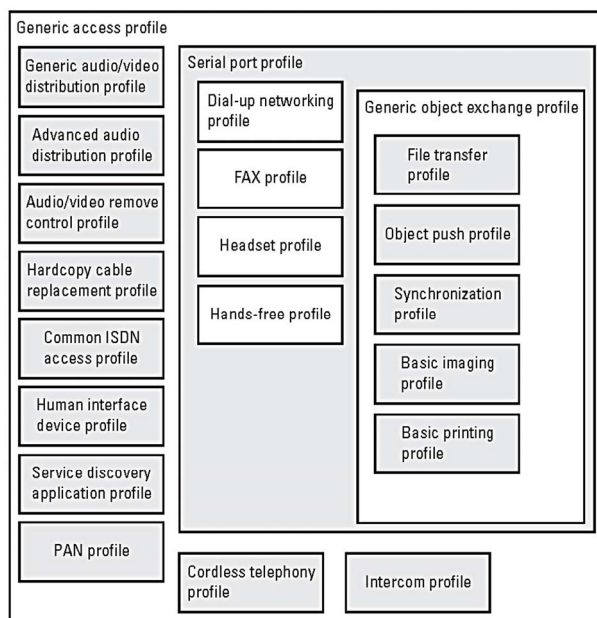 Generic access profile
Generic audio/video
distribution profile
Advanced audio
distribution profile
Audio/video remove
control profile
Hardcopy cable
replacement profile
Common ISDN
access profile
Human interface
device profile
Service discovery
application profile
PAN profile
Serial port profile
Dial-up networking
profile
FAX profile
Headset profile
Hands-free profile
Generic object exchange profile
File transfer
profile
Object push profile
Synchronization
profile
Basic imaging
profile
Basic printing
profile
Cordless telephony
profile
Intercom profile